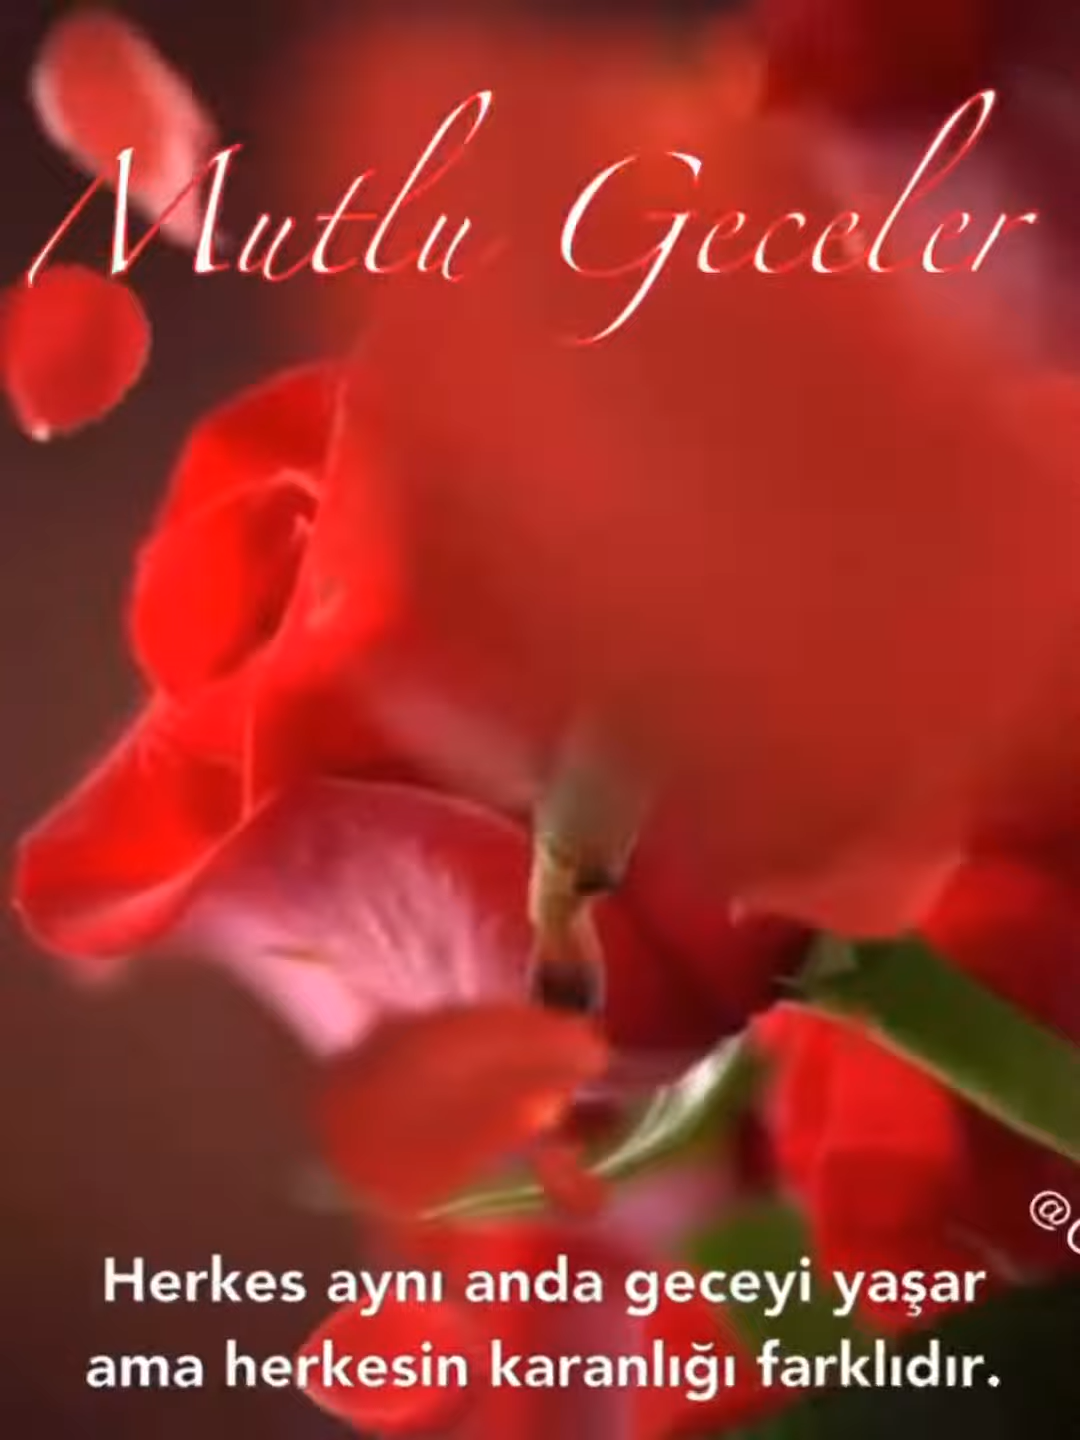 Mutlu Geceler
Herkes aynı anda geceyi yaşar
ama herkesin karanlığı farklıdır.